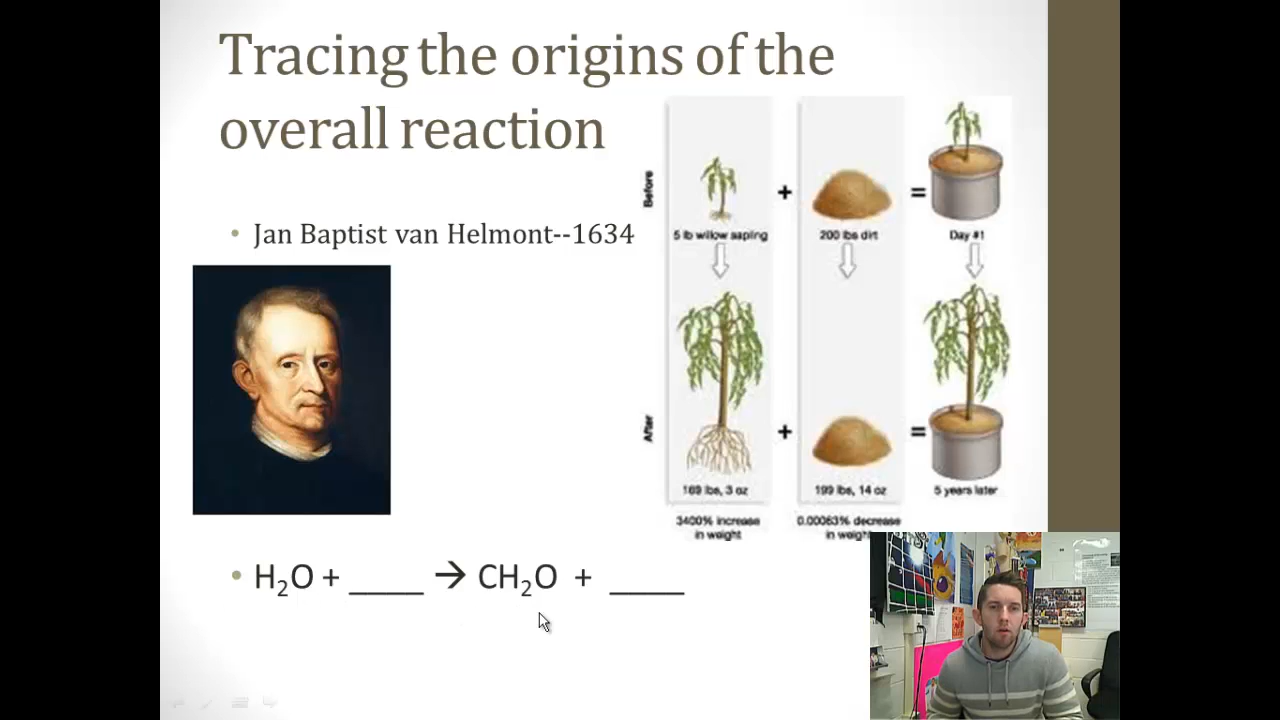 Tracing the origins of the
overall reaction
• Jan Baptist van Helmont--1634
Before
5 lb willow sapling
+
200 lbs dirt
=
Day #1
After
169 lbs, 3 oz
+
199 lbs, 14 oz
=
5 years later
3400% increase
in weight
0.00063% decrease
in weight
• H₂O + _____ → CH₂O + _____